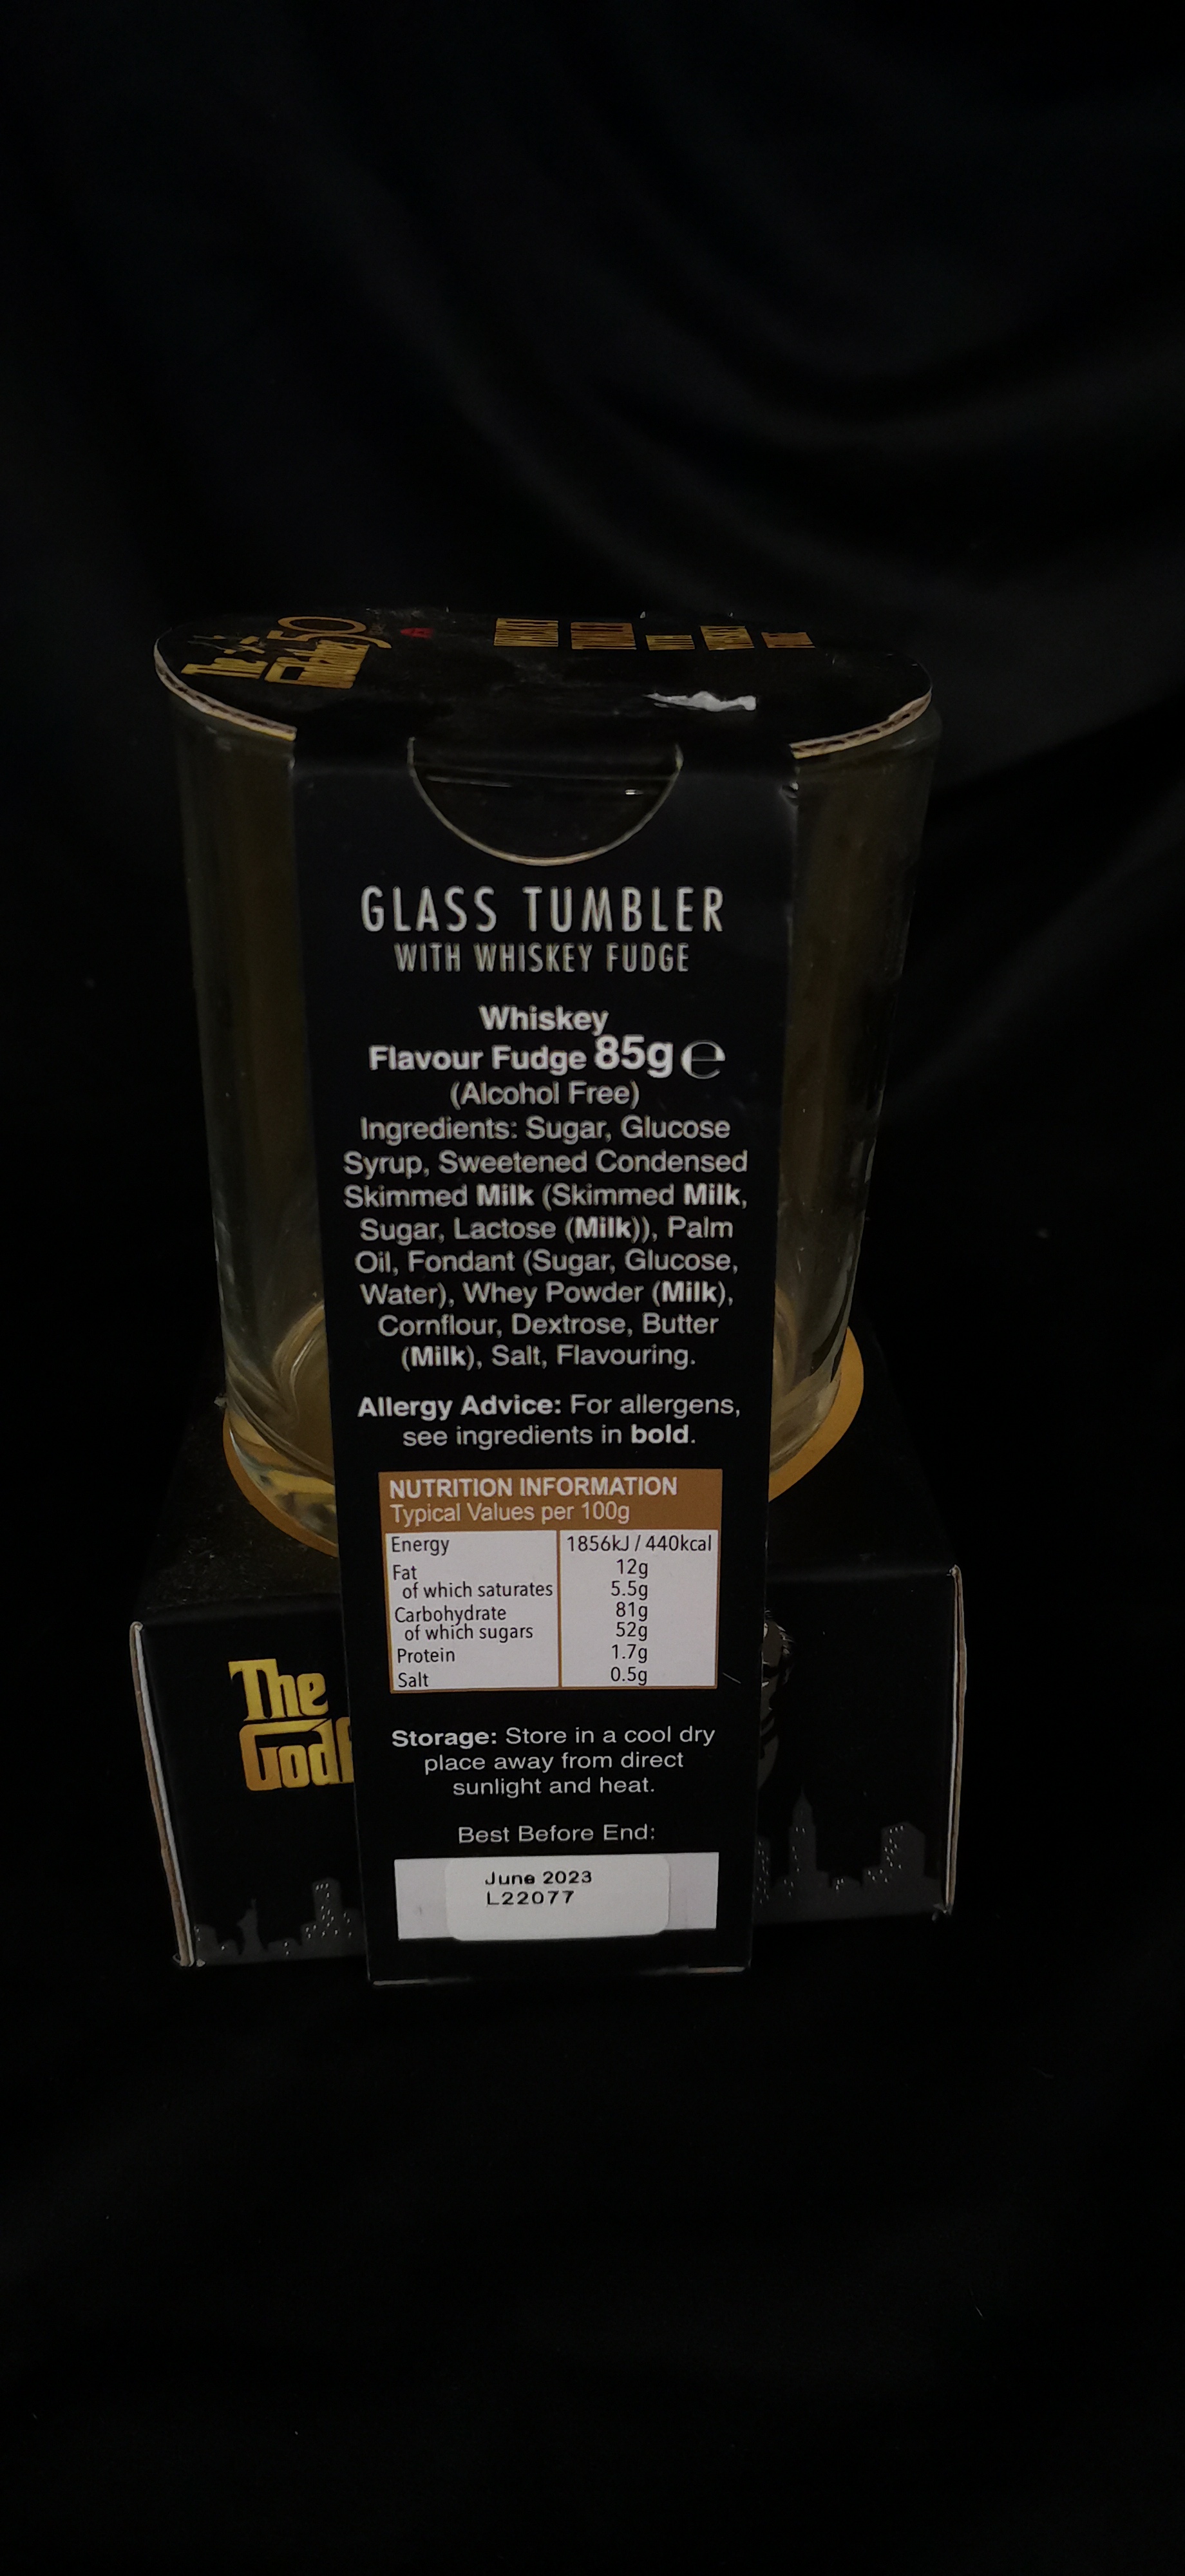 50
GLASS TUMBLER
WITH WHISKEY FUDGE
Whiskey
Flavour Fudge 85g ℮
(Alcohol Free)
Ingredients: Sugar, Glucose
Syrup, Sweetened Condensed
Skimmed Milk (Skimmed Milk,
Sugar, Lactose (Milk)), Palm
Oil, Fondant (Sugar, Glucose,
Water), Whey Powder (Milk),
Cornflour, Dextrose, Butter
(Milk), Salt, Flavouring.
Allergy Advice: For allergens,
see ingredients in bold.
NUTRITION INFORMATION
Typical Values per 100g
Energy 1856kJ / 440kcal
Fat 12g
of which saturates 5.5g
Carbohydrate 81g
of which sugars 52g
Protein 1.7g
Salt 0.5g
The
Godf
Storage: Store in a cool dry
place away from direct
sunlight and heat.
Best Before End:
June 2023
L22077